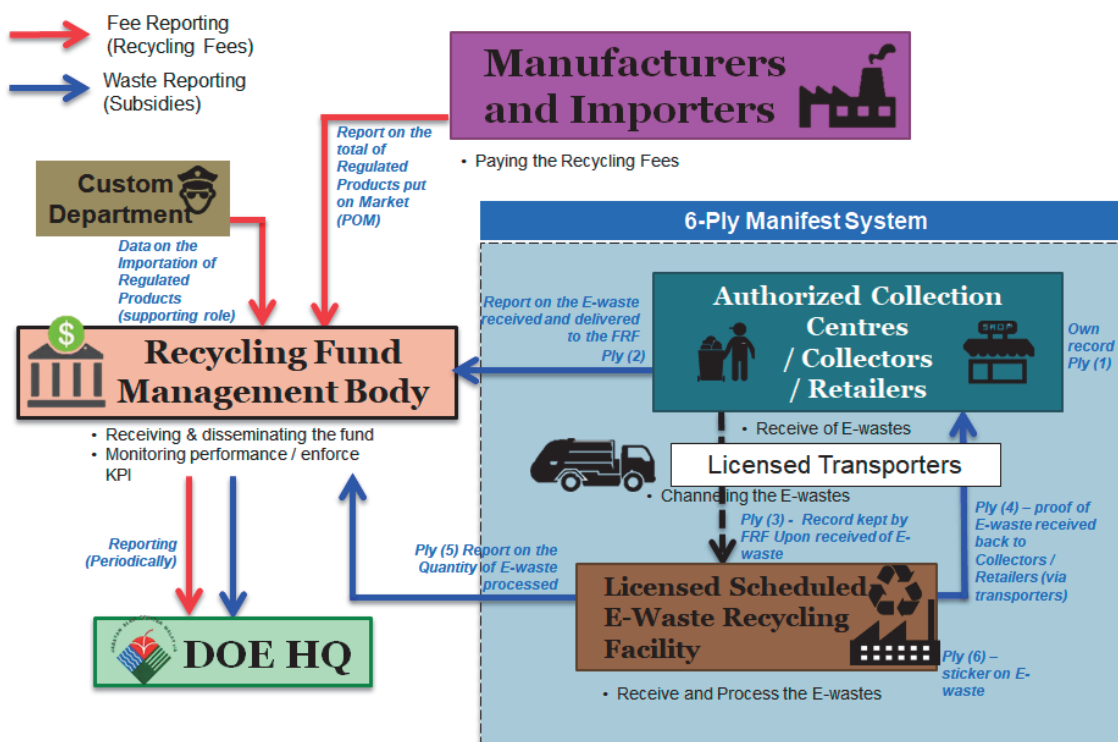 Fee Reporting
(Recycling Fees)
Waste Reporting
(Subsidies)
Manufacturers
and Importers
• Paying the Recycling Fees
Report on the
total of
Regulated
Products put
on Market
(POM)
Custom
Department
Data on the
Importation of
Regulated
Products
(supporting role)
6-Ply Manifest System
Authorized Collection
Centres
/ Collectors
/ Retailers
SHOP
Own
record
Ply (1)
Report on the E-waste
received and delivered
to the FRF
Ply (2)
$
Recycling Fund
Management Body
• Receiving & disseminating the fund
• Monitoring performance / enforce
KPI
• Receive of E-wastes
Licensed Transporters
• Channeling the E-wastes
Ply (3) - Record kept by
FRF Upon received of E-
waste
Ply (4) – proof of
E-waste received
back to
Collectors /
Retailers (via
transporters)
Reporting
(Periodically)
Ply (5) Report on the
Quantity of E-waste
processed
Licensed Scheduled
E-Waste Recycling
Facility
Ply (6) –
sticker on E-
waste
• Receive and Process the E-wastes
DOE HQ